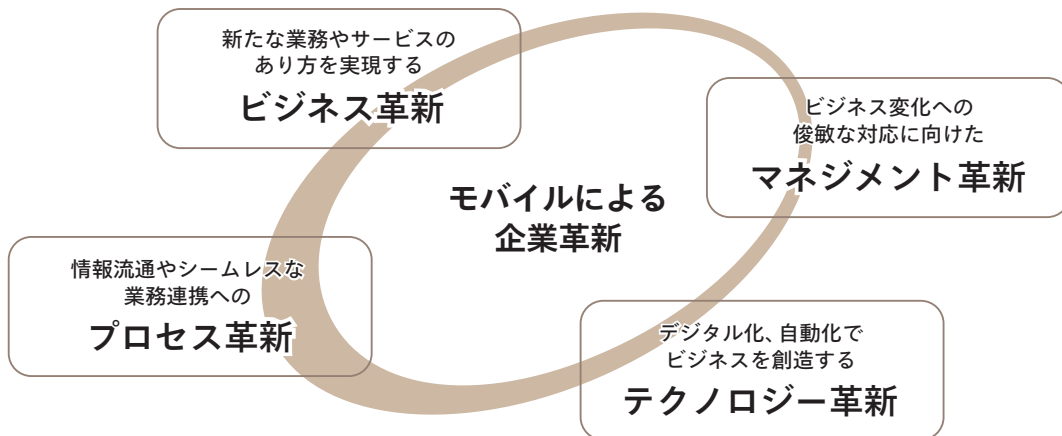 新たな業務やサービスの
あり方を実現する
ビジネス革新
ビジネス変化への
俊敏な対応に向けた
マネジメント革新
モバイルによる
企業革新
情報流通やシームレスな
業務連携への
プロセス革新
デジタル化、自動化で
ビジネスを創造する
テクノロジー革新